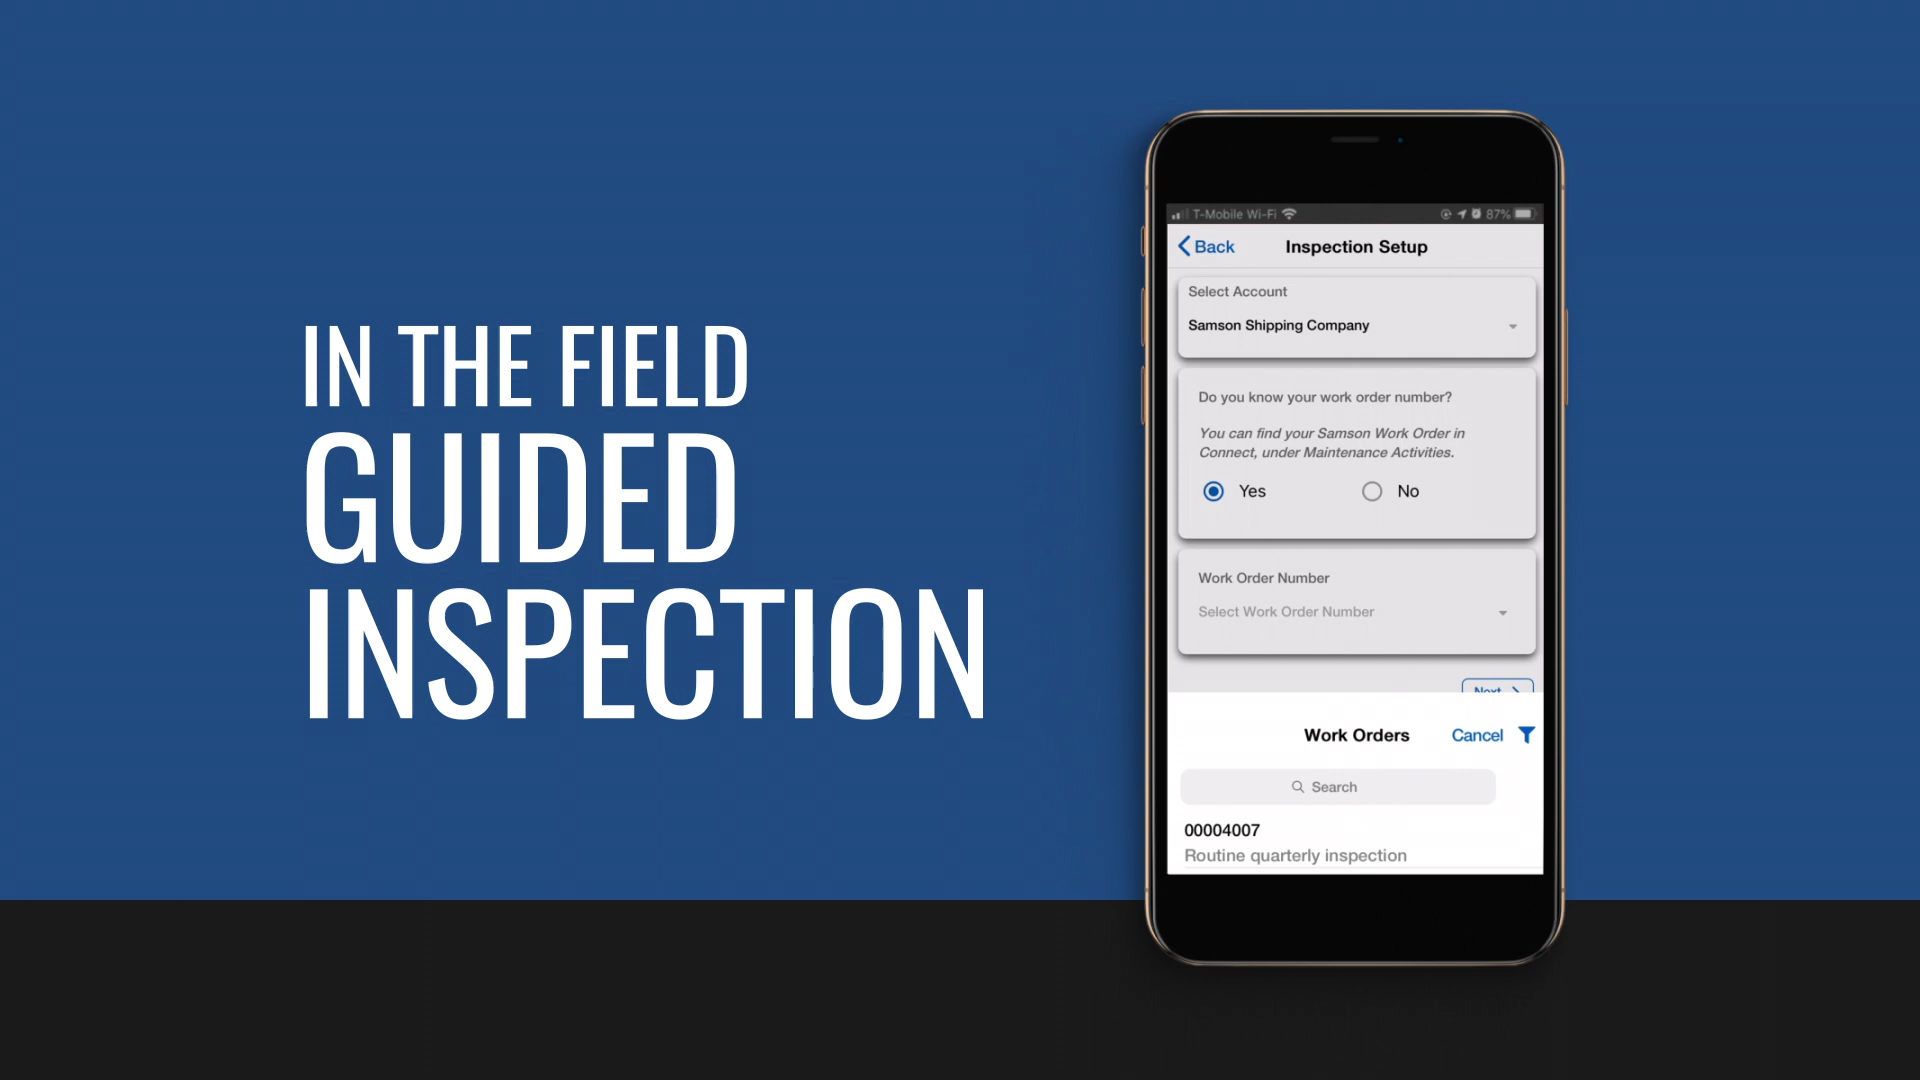 IN THE FIELD
GUIDED
INSPECTION
T-Mobile Wi-Fi 87%
Back Inspection Setup
Select Account
Samson Shipping Company
Do you know your work order number?
You can find your Samson Work Order in
Connect, under Maintenance Activities.
Yes No
Work Order Number
Select Work Order Number
Next
Work Orders Cancel
Search
00004007
Routine quarterly inspection